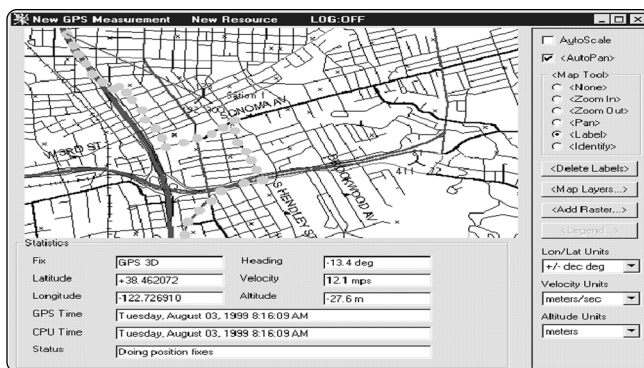 New GPS Measurement New Resource LOG:OFF
AutoScale
<AutoPan>
<Map Tool>
<None>
<Zoom In>
<Zoom Out>
<Pan>
<Label>
<Identify>
<Delete Labels>
<Map Layers...>
<Add Raster...>
<Legend...>
Lon/Lat Units
+/- dec deg
Velocity Units
meters/sec
Altitude Units
meters
Station 1
SONOMA AV
W 3RD ST
S HENDLEY ST
BROOKWOOD AV
Statistics
Fix GPS 3D Heading -13.4 deg
Latitude +38.462072 Velocity 12.1 mps
Longitude -122.726910 Altitude -27.6 m
GPS Time Tuesday, August 03, 1999 8:16:09 AM
CPU Time Tuesday, August 03, 1999 8:16:09 AM
Status Doing position fixes